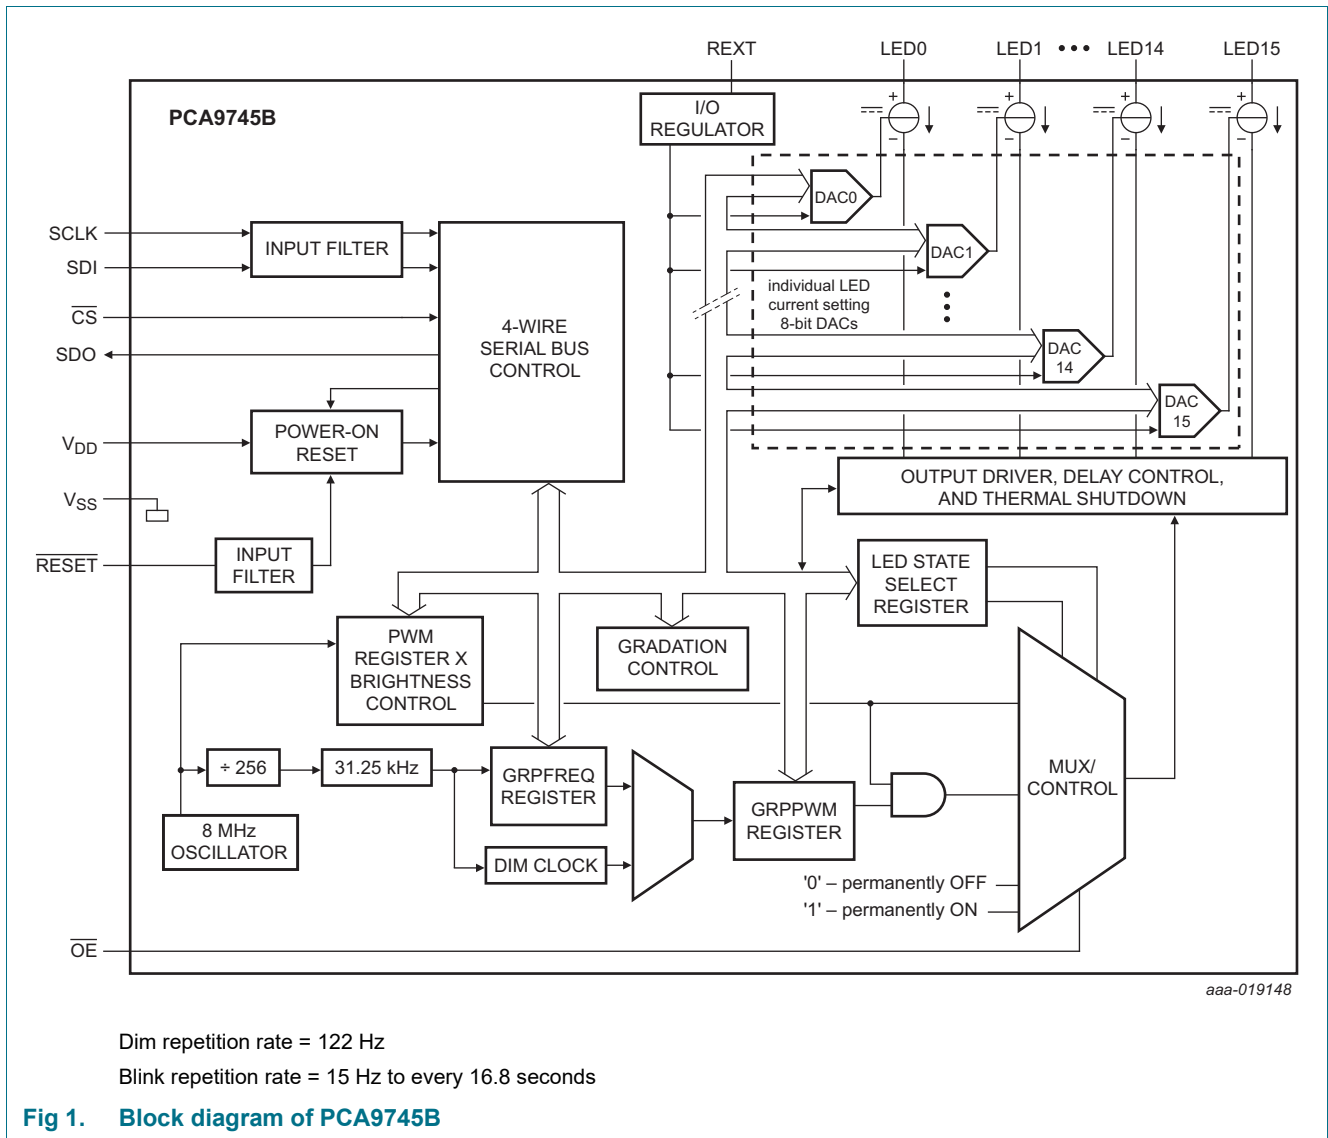 REXT
LED0
LED1 ••• LED14
LED15
PCA9745B
I/O
REGULATOR
+
−
+
−
+
−
+
−
DAC0
DAC1
individual LED
current setting
8-bit DACs
DAC
14
DAC
15
SCLK
SDI
INPUT FILTER
CS
SDO
4-WIRE
SERIAL BUS
CONTROL
VDD
POWER-ON
RESET
VSS
RESET
INPUT
FILTER
OUTPUT DRIVER, DELAY CONTROL,
AND THERMAL SHUTDOWN
LED STATE
SELECT
REGISTER
PWM
REGISTER X
BRIGHTNESS
CONTROL
GRADATION
CONTROL
÷ 256
31.25 kHz
GRPFREQ
REGISTER
8 MHz
OSCILLATOR
DIM CLOCK
GRPPWM
REGISTER
MUX/
CONTROL
'0' – permanently OFF
'1' – permanently ON
OE
aaa-019148
Dim repetition rate = 122 Hz
Blink repetition rate = 15 Hz to every 16.8 seconds
Fig 1. Block diagram of PCA9745B